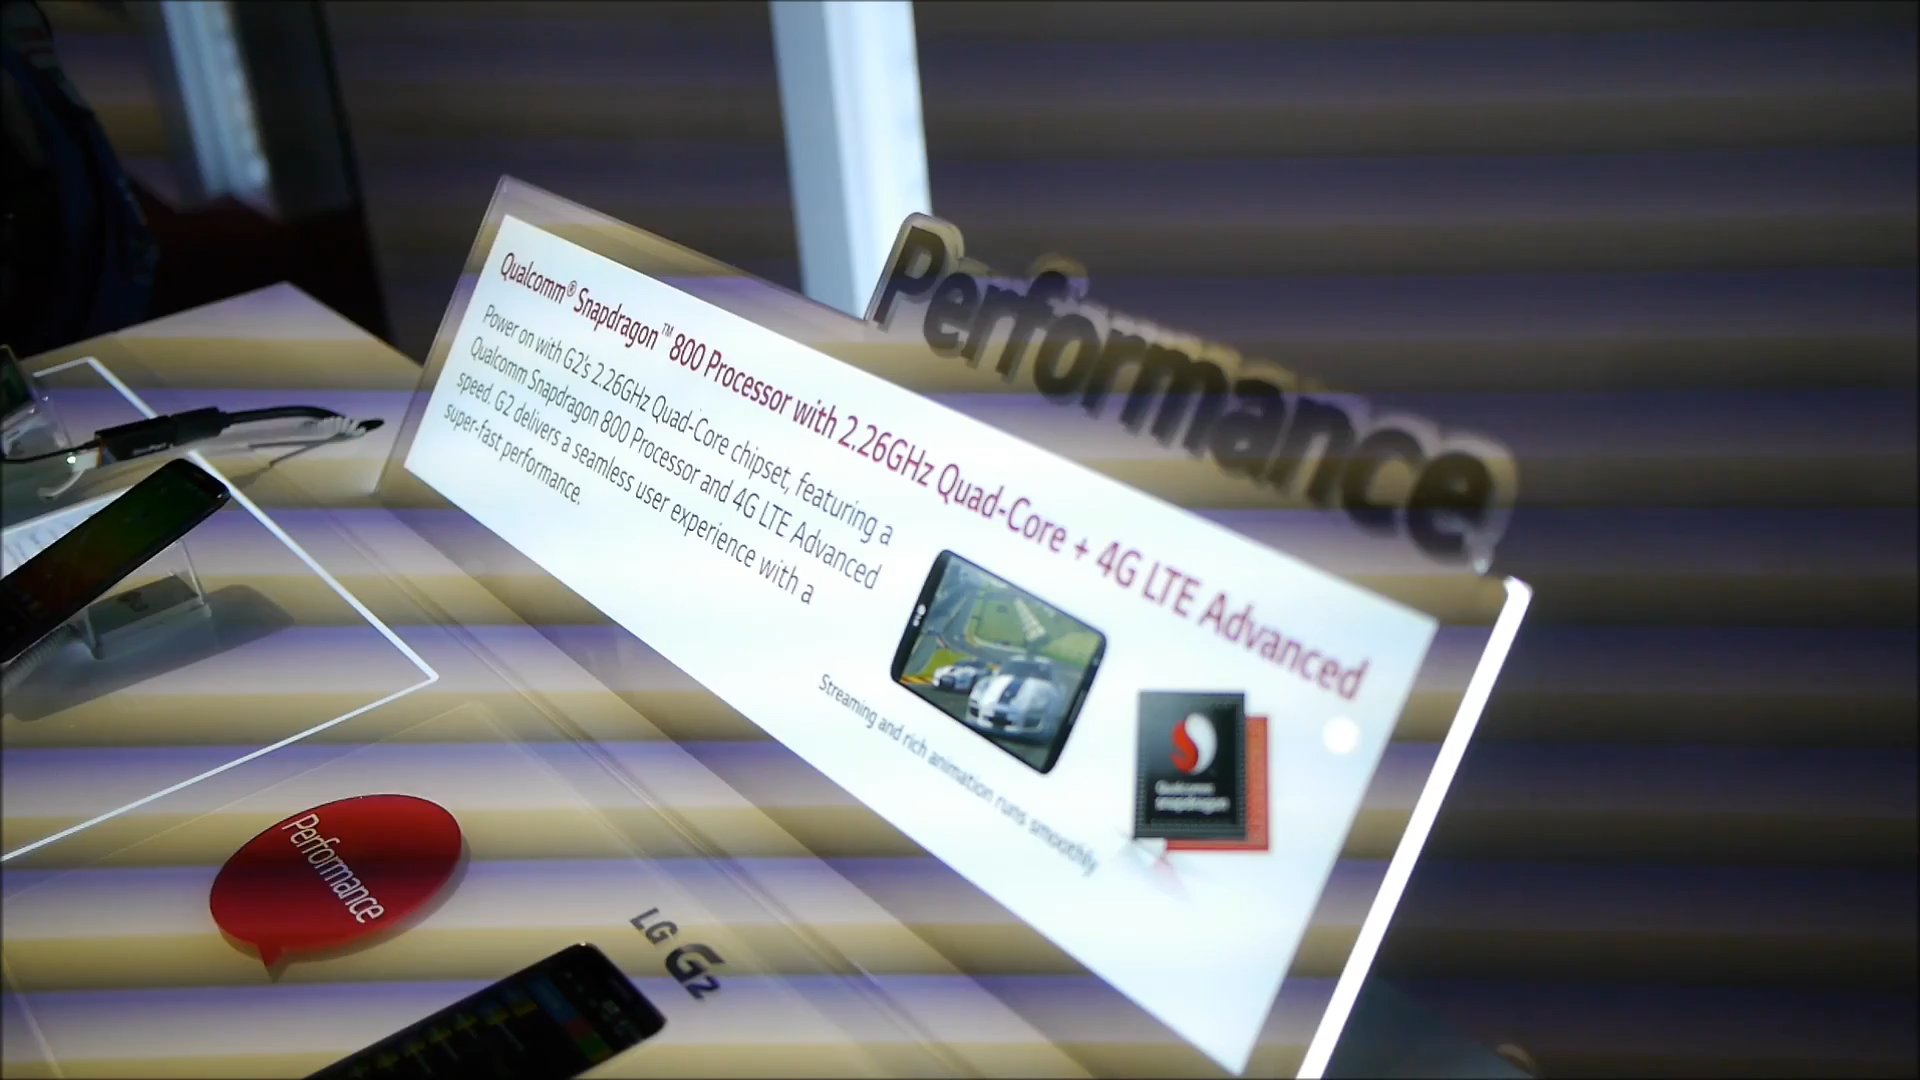 Performance
Qualcomm® Snapdragon™ 800 Processor with 2.26GHz Quad-Core + 4G LTE Advanced
Power on with G2's 2.26GHz Quad-Core chipset, featuring a
Qualcomm Snapdragon 800 Processor and 4G LTE Advanced
speed. G2 delivers a seamless user experience with a
super-fast performance.
LG
Streaming and rich animation runs smoothly
Qualcomm
snapdragon
Performance
LG G2